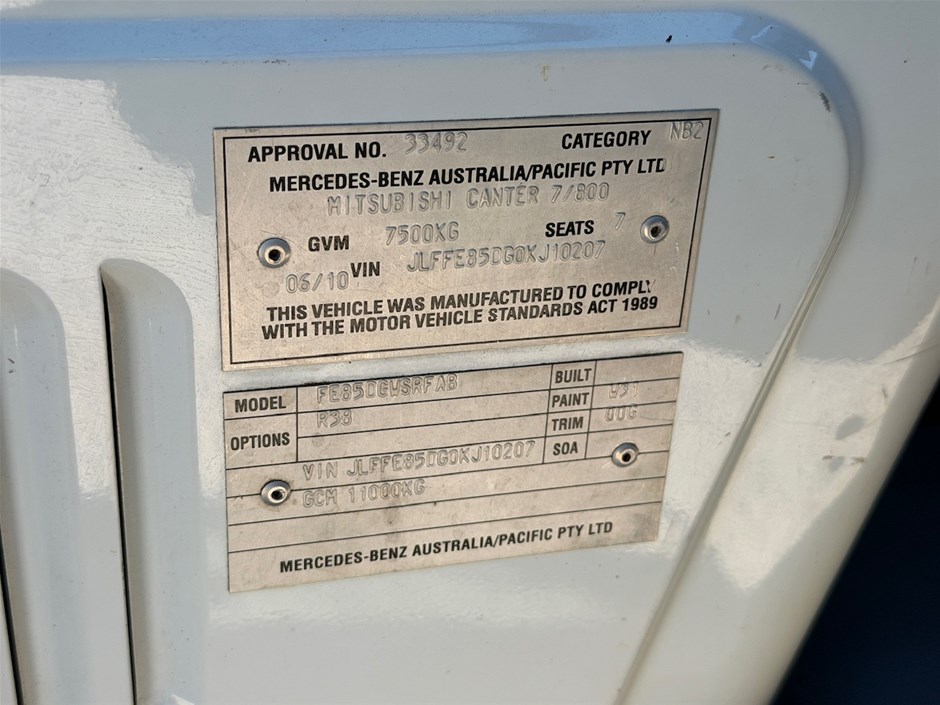 APPROVAL NO. 33492 CATEGORY NB2
MERCEDES-BENZ AUSTRALIA/PACIFIC PTY LTD
MITSUBISHI CANTER 7/800
GVM 7500KG SEATS 7
06/10 VIN JLFFE85DG0KJ10207
THIS VEHICLE WAS MANUFACTURED TO COMPLY
WITH THE MOTOR VEHICLE STANDARDS ACT 1989
MODEL FE85DGWSRFAB BUILT
OPTIONS R38 PAINT W31
TRIM
VIN JLFFE85DG0KJ10207 SOA
GCM 11000KG
MERCEDES-BENZ AUSTRALIA/PACIFIC PTY LTD